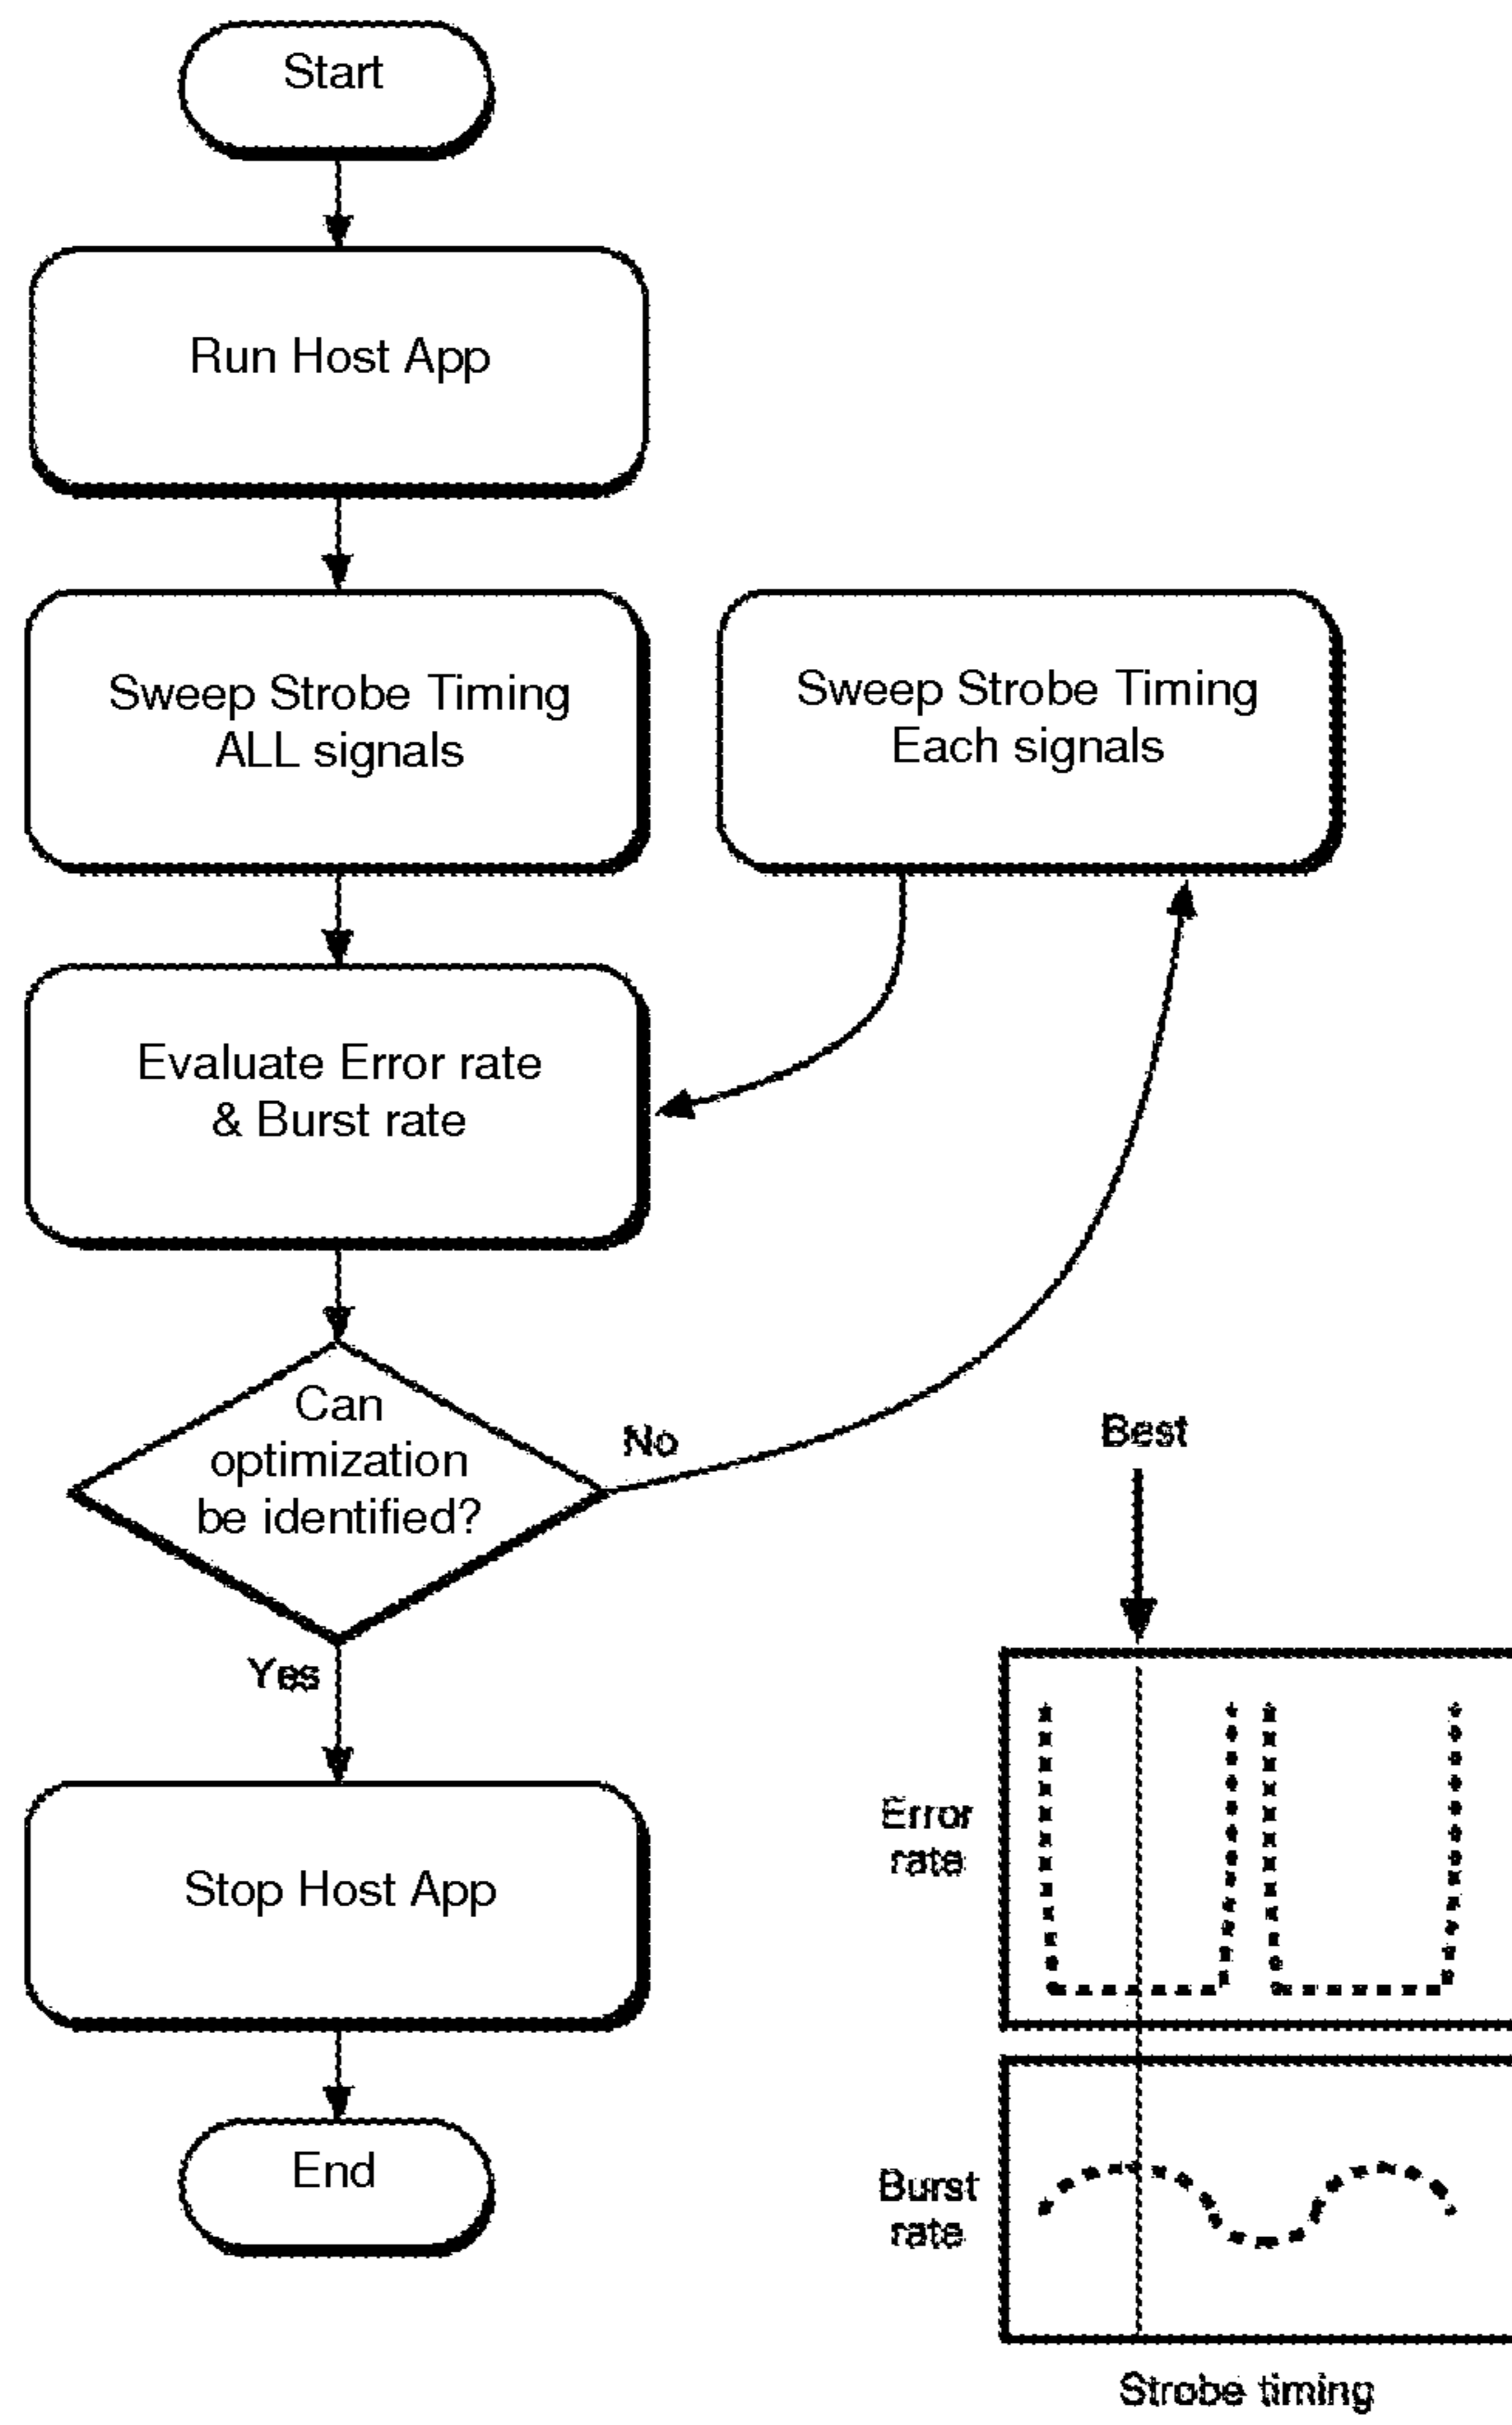 Start
Run Host App
Sweep Strobe Timing
ALL signals
Sweep Strobe Timing
Each signals
Evaluate Error rate
& Burst rate
Can
optimization
be identified?
No
Yes
Stop Host App
End
Best
Error
rate
Burst
rate
Strobe timing